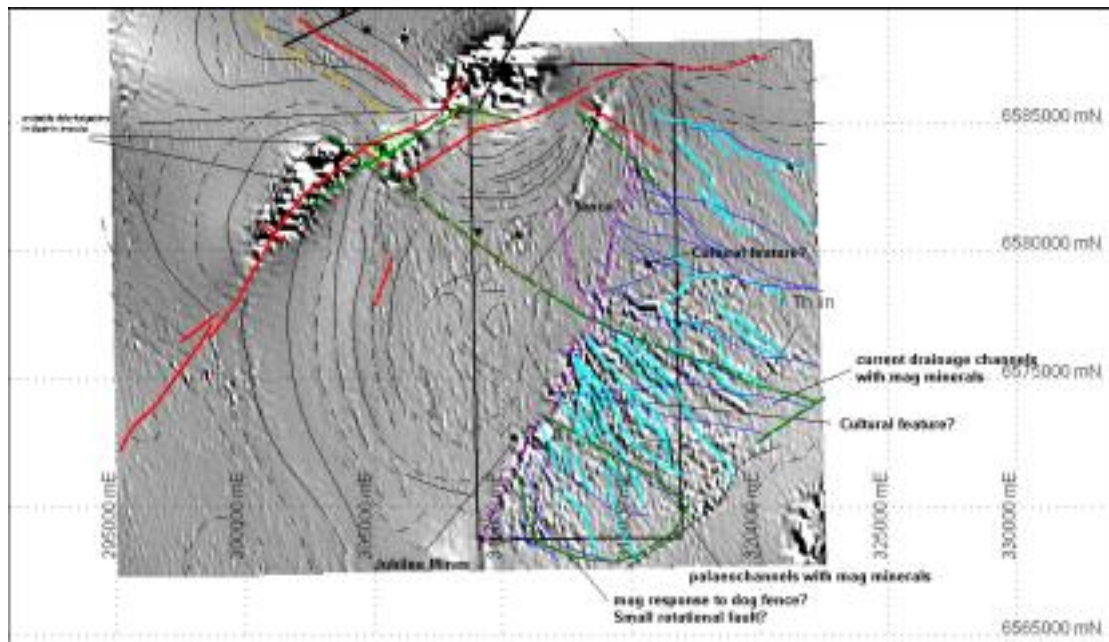 6585000 mN
fence
6580000 mN
Cultural feature?
current drainage channels
with mag minerals
6575000 mN
Cultural feature?
295000 mE
300000 mE
320000 mE
325000 mE
330000 mE
Jubilee Mines
palaeochannels with mag minerals
mag response to dog fence?
Small rotational fault?
6565000 mN